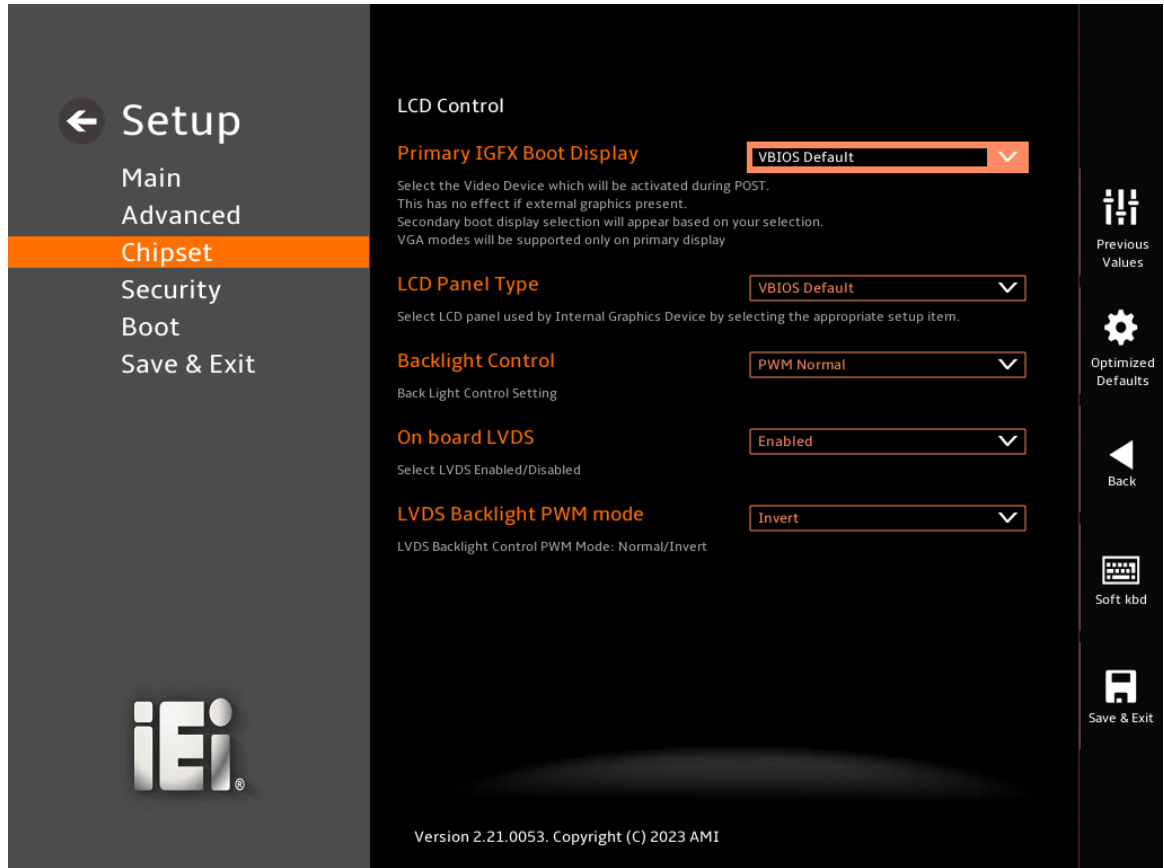 Setup
Main
Advanced
Chipset
Security
Boot
Save & Exit
iEi®
LCD Control
Primary IGFX Boot Display
VBIOS Default
Select the Video Device which will be activated during POST.
This has no effect if external graphics present.
Secondary boot display selection will appear based on your selection.
VGA modes will be supported only on primary display
LCD Panel Type
VBIOS Default
Select LCD panel used by Internal Graphics Device by selecting the appropriate setup item.
Backlight Control
PWM Normal
Back Light Control Setting
On board LVDS
Enabled
Select LVDS Enabled/Disabled
LVDS Backlight PWM mode
Invert
LVDS Backlight Control PWM Mode: Normal/Invert
Version 2.21.0053. Copyright (C) 2023 AMI
Previous
Values
Optimized
Defaults
Back
Soft kbd
Save & Exit